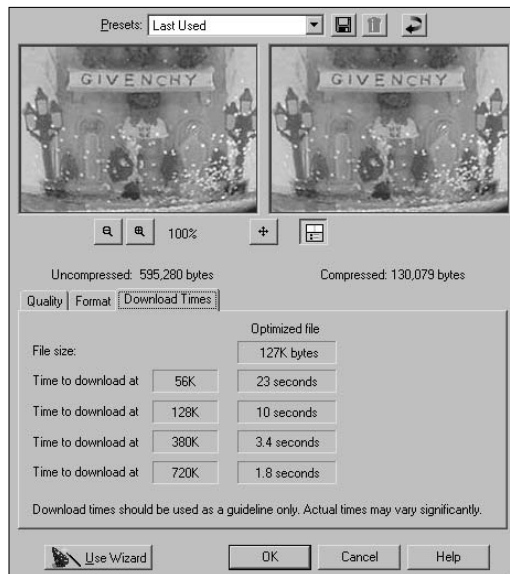 Presets: Last Used
GIVENCHY GIVENCHY
100%
Uncompressed: 595,280 bytes Compressed: 130,079 bytes
Quality Format Download Times
Optimized file
File size: 127K bytes
Time to download at 56K 23 seconds
Time to download at 128K 10 seconds
Time to download at 380K 3.4 seconds
Time to download at 720K 1.8 seconds
Download times should be used as a guideline only. Actual times may vary significantly.
Use Wizard OK Cancel Help